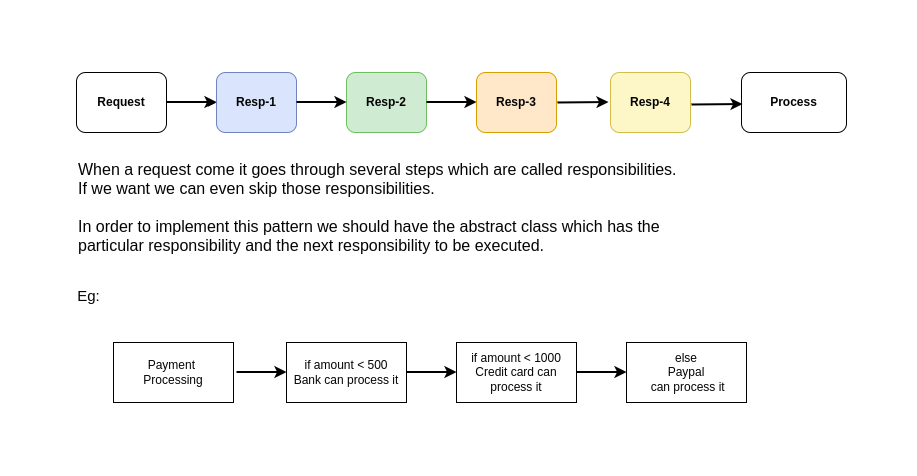 Request
Resp-1
Resp-2
Resp-3
Resp-4
Process
When a request come it goes through several steps which are called responsibilities.
If we want we can even skip those responsibilities.
In order to implement this pattern we should have the abstract class which has the
particular responsibility and the next responsibility to be executed.
Eg:
Payment
Processing
if amount < 500
Bank can process it
if amount < 1000
Credit card can
process it
else
Paypal
can process it